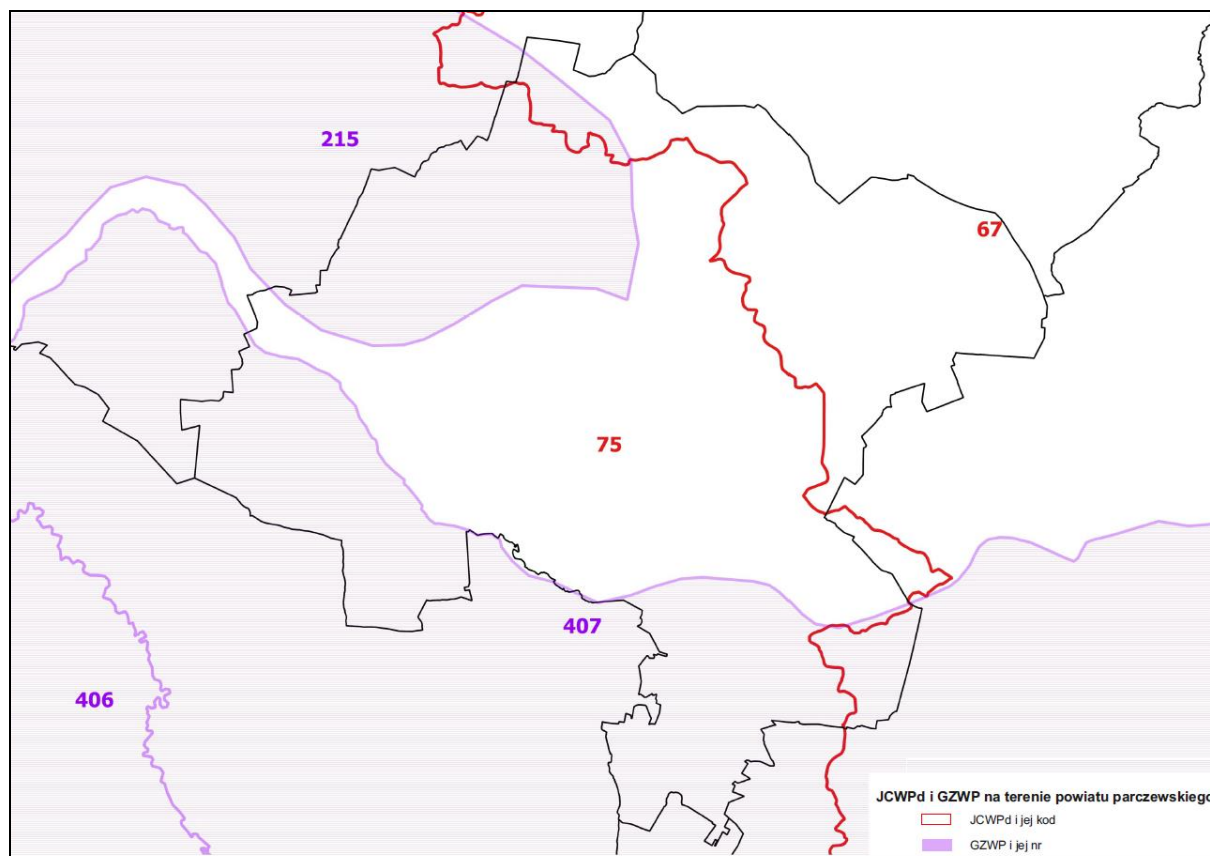 215
67
75
407
406
JCWPd i GZWP na terenie powiatu parczewskiego
JCWPd i jej kod
GZWP i jej nr